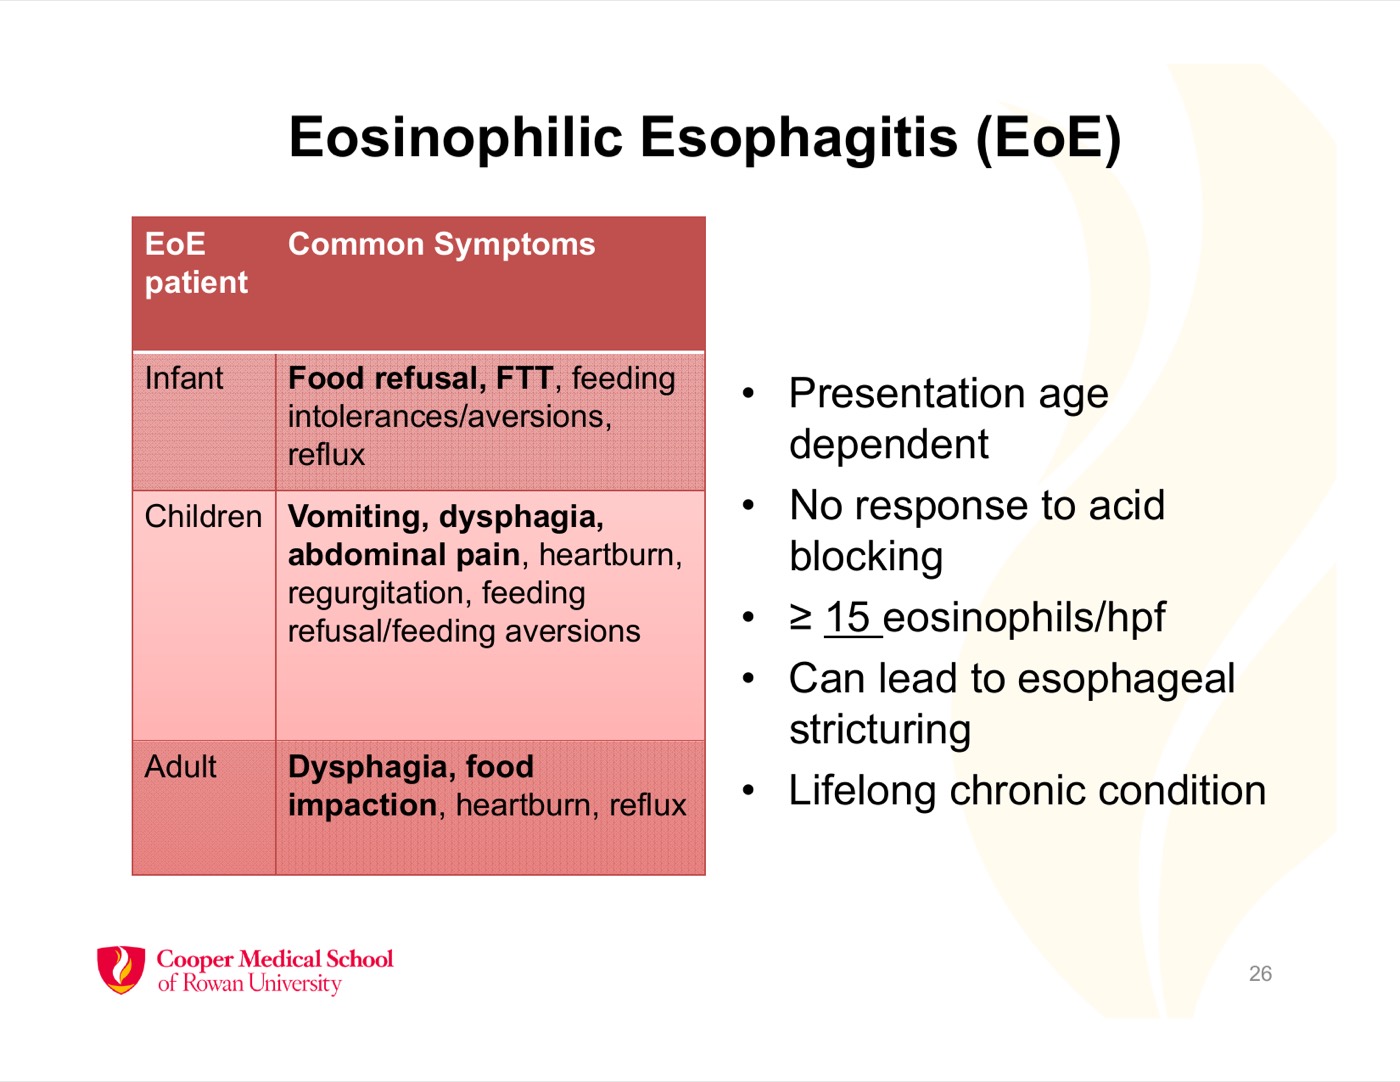 Eosinophilic Esophagitis (EoE)
EoE
patient
Common Symptoms
Infant
Food refusal, FTT, feeding
intolerances/aversions,
reflux
Children
Vomiting, dysphagia,
abdominal pain, heartburn,
regurgitation, feeding
refusal/feeding aversions
Adult
Dysphagia, food
impaction, heartburn, reflux
• Presentation age
dependent
• No response to acid
blocking
• ≥ 15 eosinophils/hpf
• Can lead to esophageal
stricturing
• Lifelong chronic condition
Cooper Medical School
of Rowan University
26